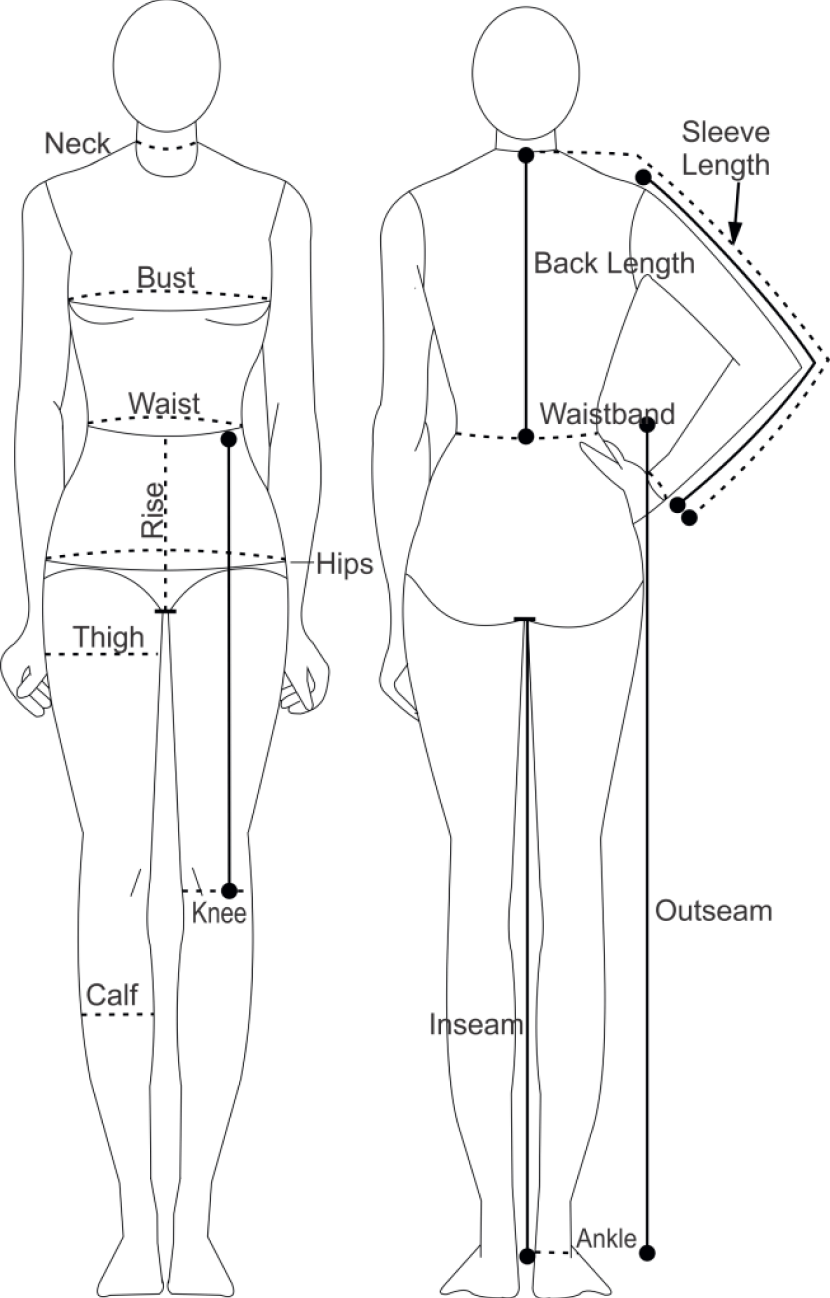 Neck
Bust
Waist
Rise
Hips
Thigh
Knee
Calf
Sleeve
Length
Back Length
Waistband
Outseam
Inseam
Ankle